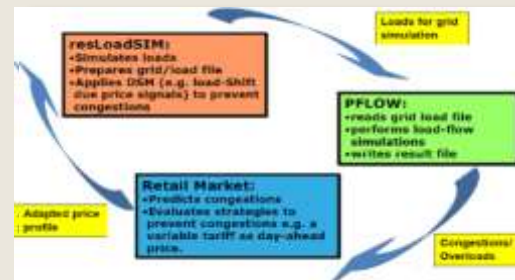 Loads for grid
simulation
resLoadSIM:
•Simulates loads
•Prepares grid/load file
•Applies DSM (e.g. load-Shift
due price signals) to prevent
congestions
PFLOW:
•reads grid load file
•performs load-flow
simulations
•writes result file
Retail Market:
•Predicts congestions
•Evaluates strategies to
prevent congestions e.g. a
variable tariff as day-ahead
price.
. Adapted price
profile
Congestions/
Overloads